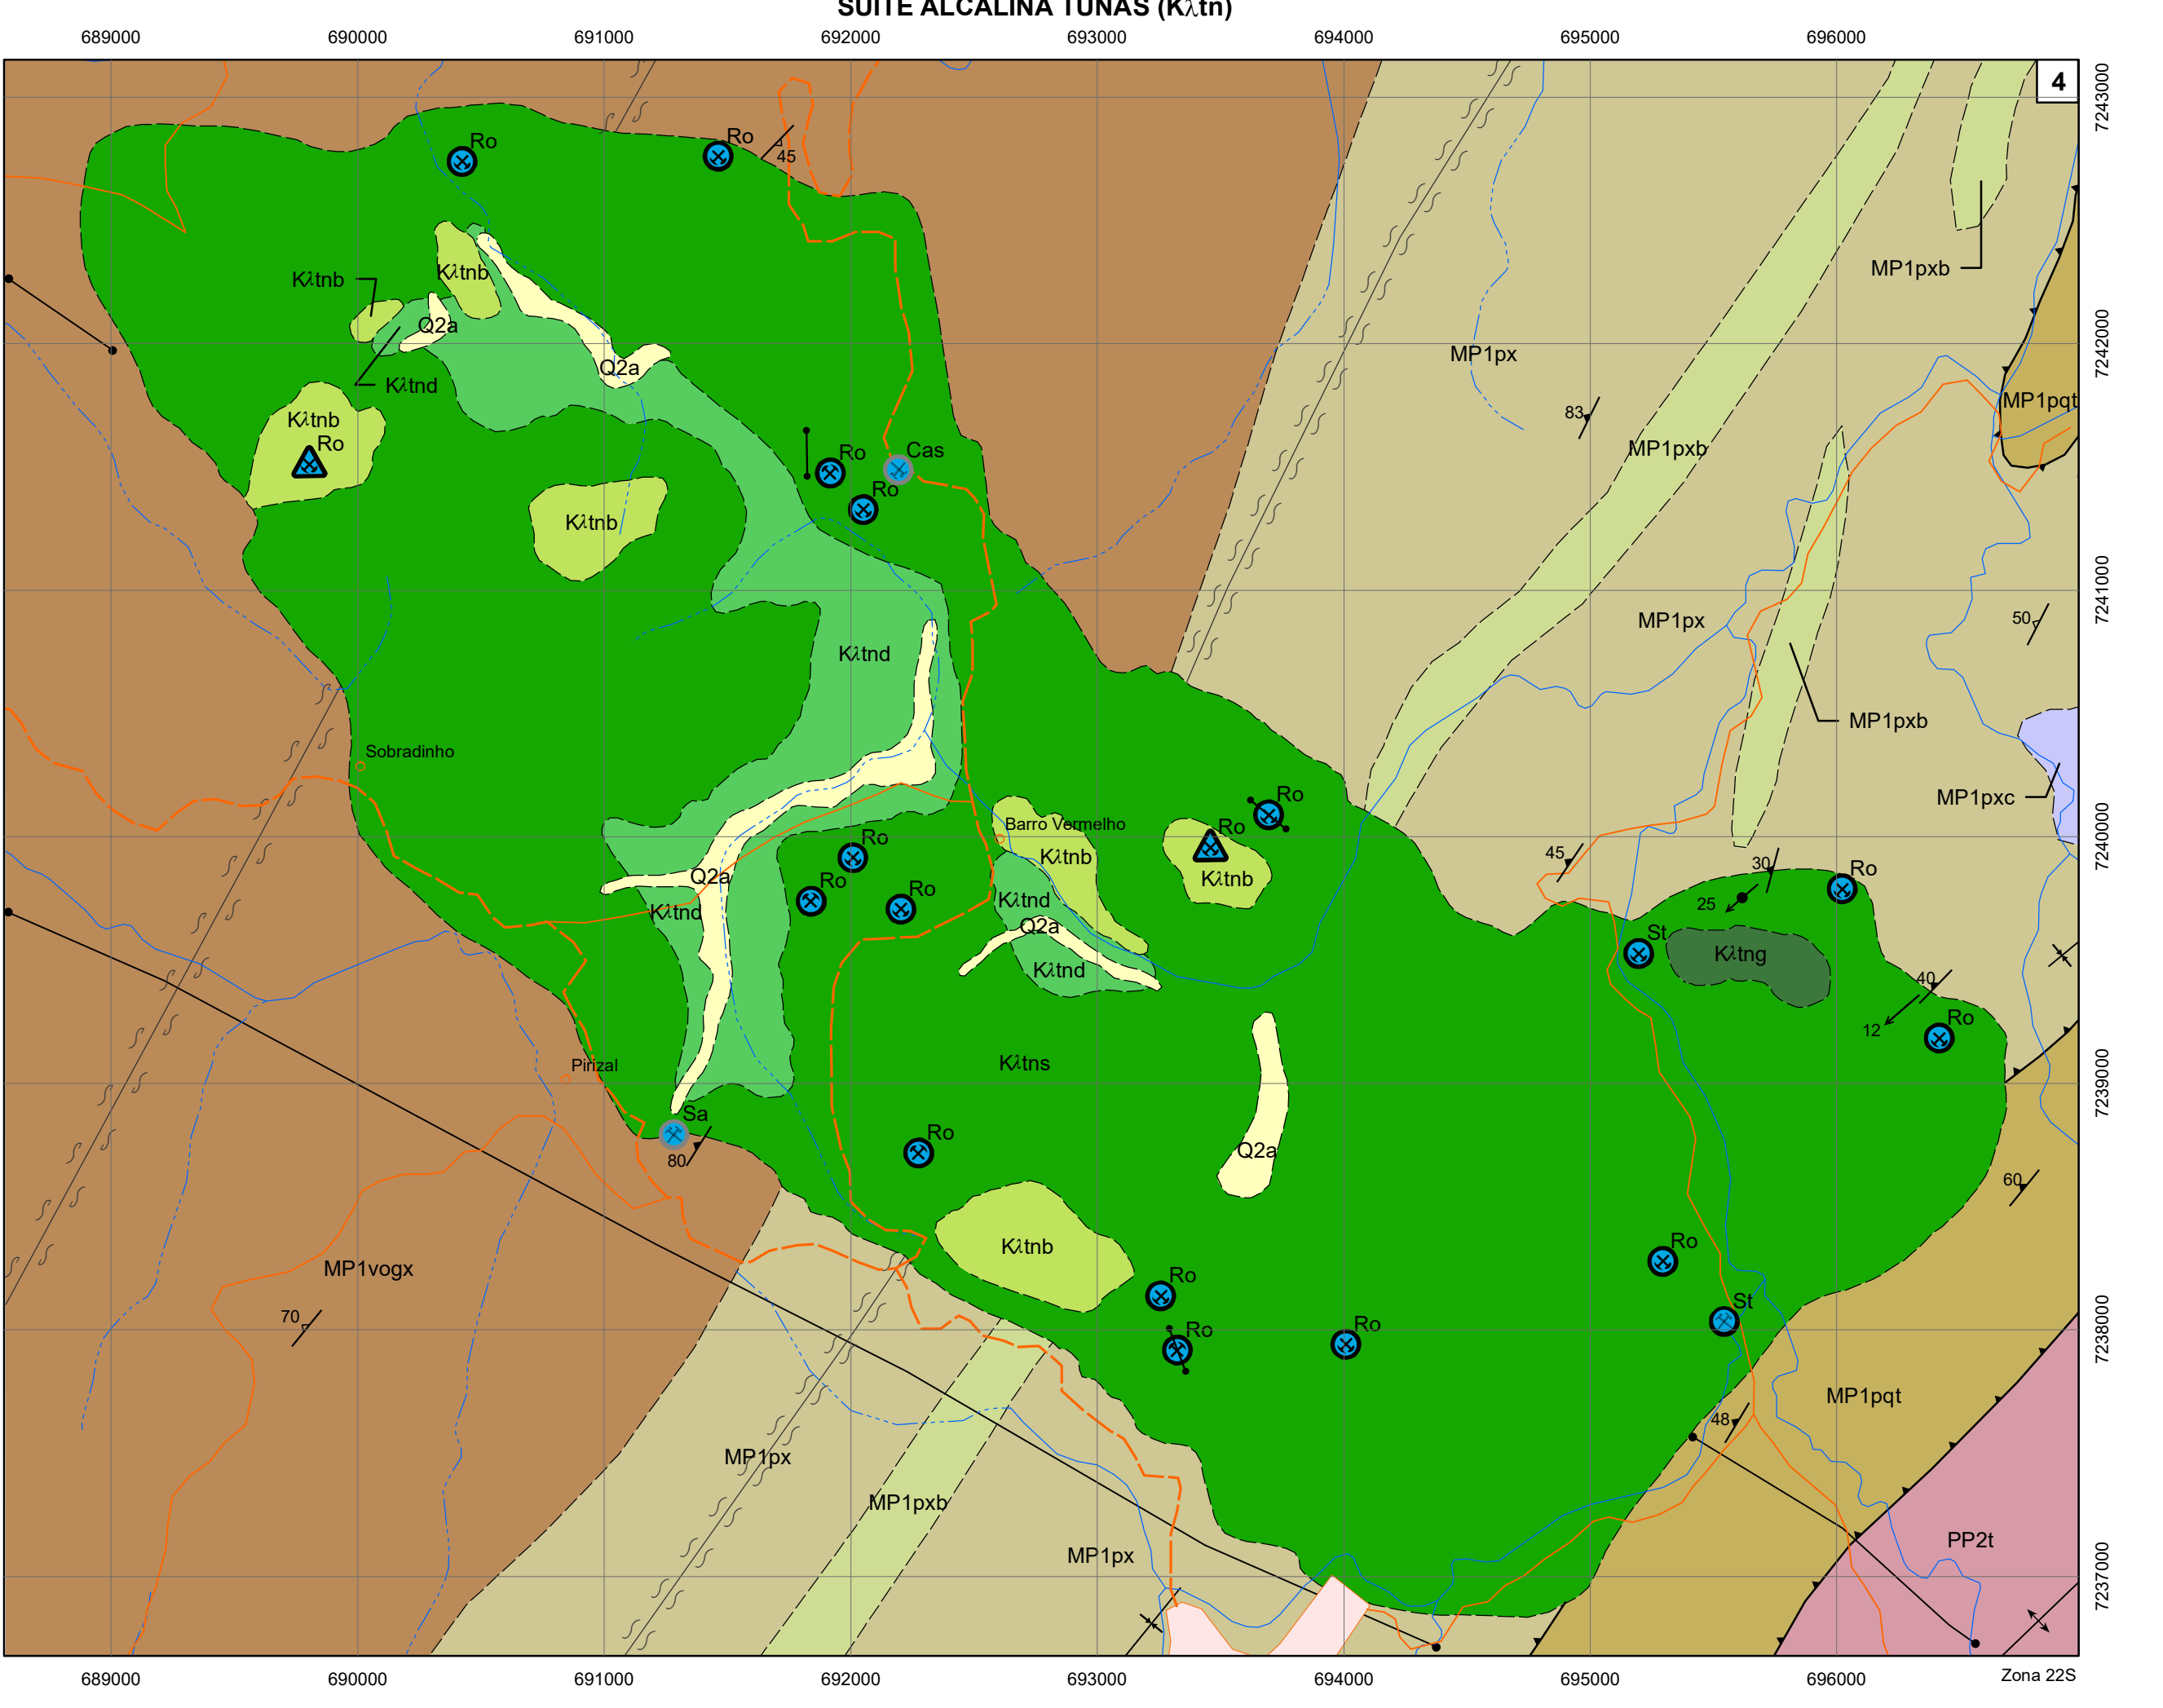 SUITE ALCALINA TUNAS (Kλtn)
689000 690000 691000 692000 693000 694000 695000 696000
4
7243000
Ro
Ro
45
Kλtnb
Kλtnb
MP1pxb
Q2a
7242000
MP1px
Q2a
Kλtnd
MP1pqt
83
Kλtnb
Ro
MP1pxb
Ro
Cas
Ro
Kλtnb
7241000
50
MP1px
Kλtnd
MP1pxb
Sobradinho
MP1pxc
Ro
Barro Vermelho
Ro
7240000
Ro
Kλtnb
45
30
Ro
Q2a
Ro
Kλtnb
Ro
Kλtnd
25
Kλtnd
Q2a
St
Kλtng
Kλtnd
40
Ro
12
Kλtns
Pirizal
7239000
Sa
Ro
Q2a
80
60
Kλtnb
MP1vogx
Ro
Ro
70
St
Ro
Ro
7238000
MP1pqt
48
MP1px
MP1pxb
PP2t
MP1px
7237000
Zona 22S
689000 690000 691000 692000 693000 694000 695000 696000